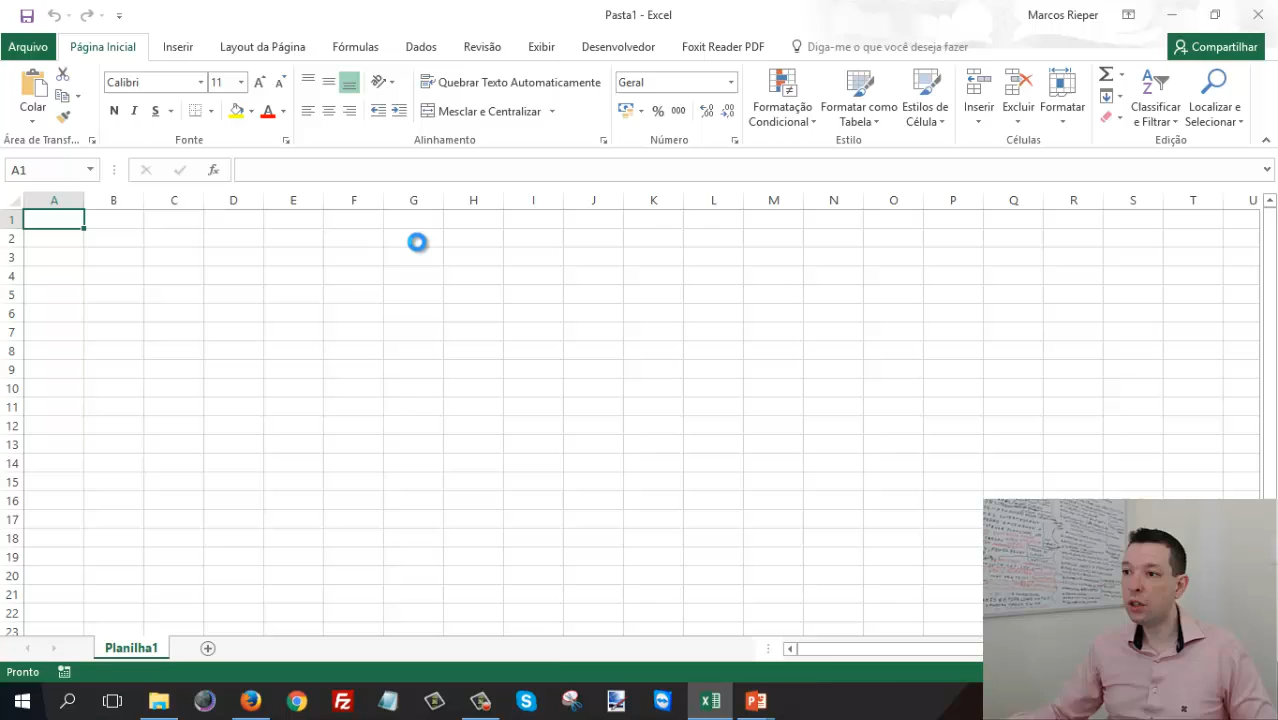 Pasta1 - Excel
Marcos Rieper
Arquivo
Página Inicial
Inserir
Layout da Página
Fórmulas
Dados
Revisão
Exibir
Desenvolvedor
Foxit Reader PDF
Diga-me o que você deseja fazer
Compartilhar
Colar
Área de Transf...
Calibri
11
N I S
Fonte
Quebrar Texto Automaticamente
Mesclar e Centralizar
Alinhamento
Geral
% 000
Número
Formatação Condicional
Formatar como Tabela
Estilos de Célula
Estilo
Inserir
Excluir
Formatar
Células
Classificar e Filtrar
Localizar e Selecionar
Edição
A1
fx
A B C D E F G H I J K L M N O P Q R S T U
1
2
3
4
5
6
7
8
9
10
11
12
13
14
15
16
17
18
19
20
21
22
23
Planilha1
Pronto